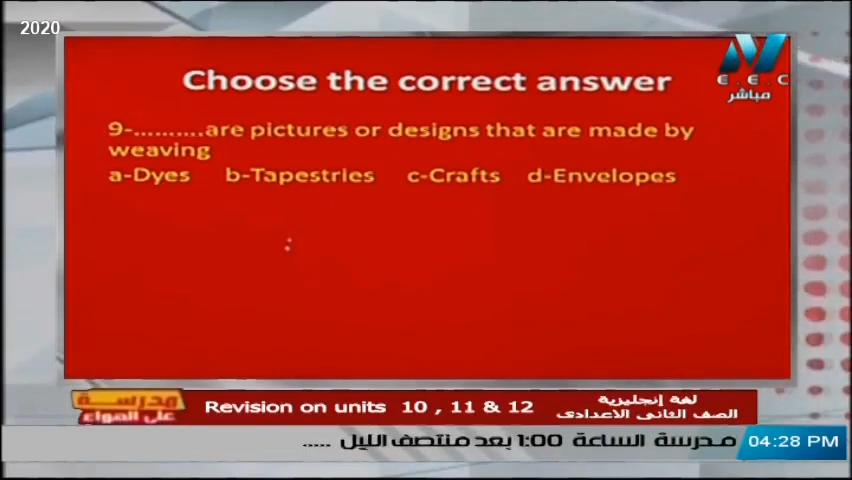 2020
Choose the correct answer
E.E.C
مباشر
9-..........are pictures or designs that are made by
weaving
a-Dyes b-Tapestries c-Crafts d-Envelopes
مدرسة
على الهواء
Revision on units 10 , 11 & 12
لغة إنجليزية
الصف الثانى الاعدادى
مدرسة الساعة 1:00 بعد منتصف الليل .....
04:28 PM